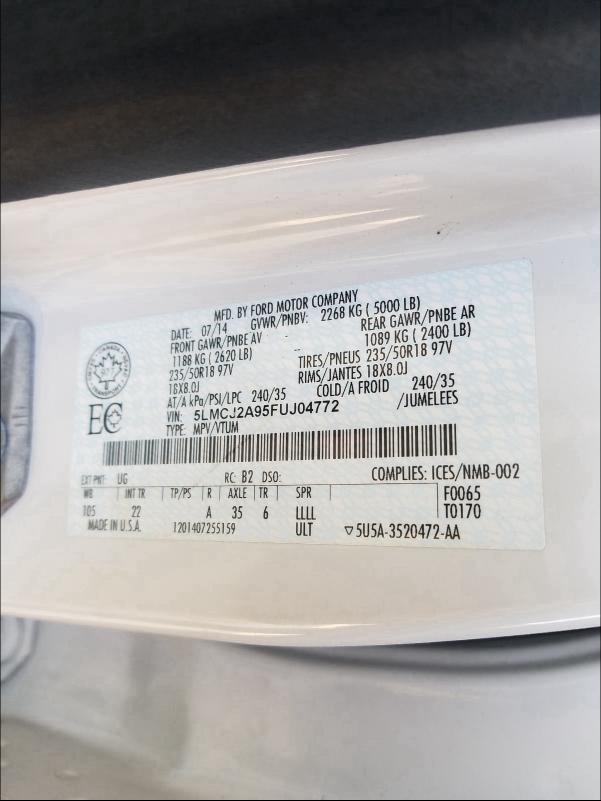 MFD. BY FORD MOTOR COMPANY
DATE: 07/14 GVWR/PNBV: 2268 KG ( 5000 LB)
FRONT GAWR/PNBE AV REAR GAWR/PNBE AR
1188 KG ( 2620 LB) 1089 KG ( 2400 LB)
235/50R18 97V TIRES/PNEUS 235/50R18 97V
18X8.0J RIMS/JANTES 18X8.0J
AT/A kPa/PSI/LPC 240/35 COLD/A FROID 240/35
VIN: 5LMCJ2A95FUJ04772 /JUMELEES
TYPE: MPV/VTUM
EC
EXT PNT: UG RC: B2 DSO: COMPLIES: ICES/NMB-002
WB INT TR TP/PS R AXLE TR SPR F0065
105 22 A 35 6 LLLL T0170
MADE IN U.S.A. 1201407255159 ULT ▽5U5A-3520472-AA